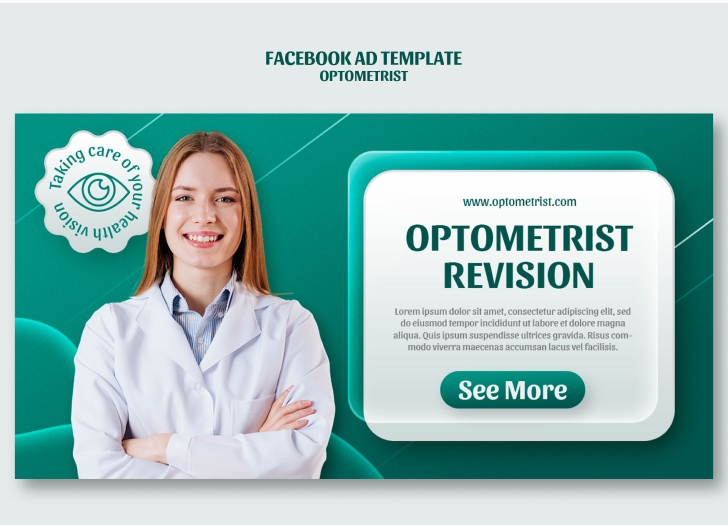 FACEBOOK AD TEMPLATE
OPTOMETRIST
Taking care of your health vision
www.optometrist.com
OPTOMETRIST
REVISION
Lorem ipsum dolor sit amet, consectetur adipiscing elit, sed
do eiusmod tempor incididunt ut labore et dolore magna
aliqua. Quis ipsum suspendisse ultrices gravida. Risus com-
modo viverra maecenas accumsan lacus vel facilisis.
See More